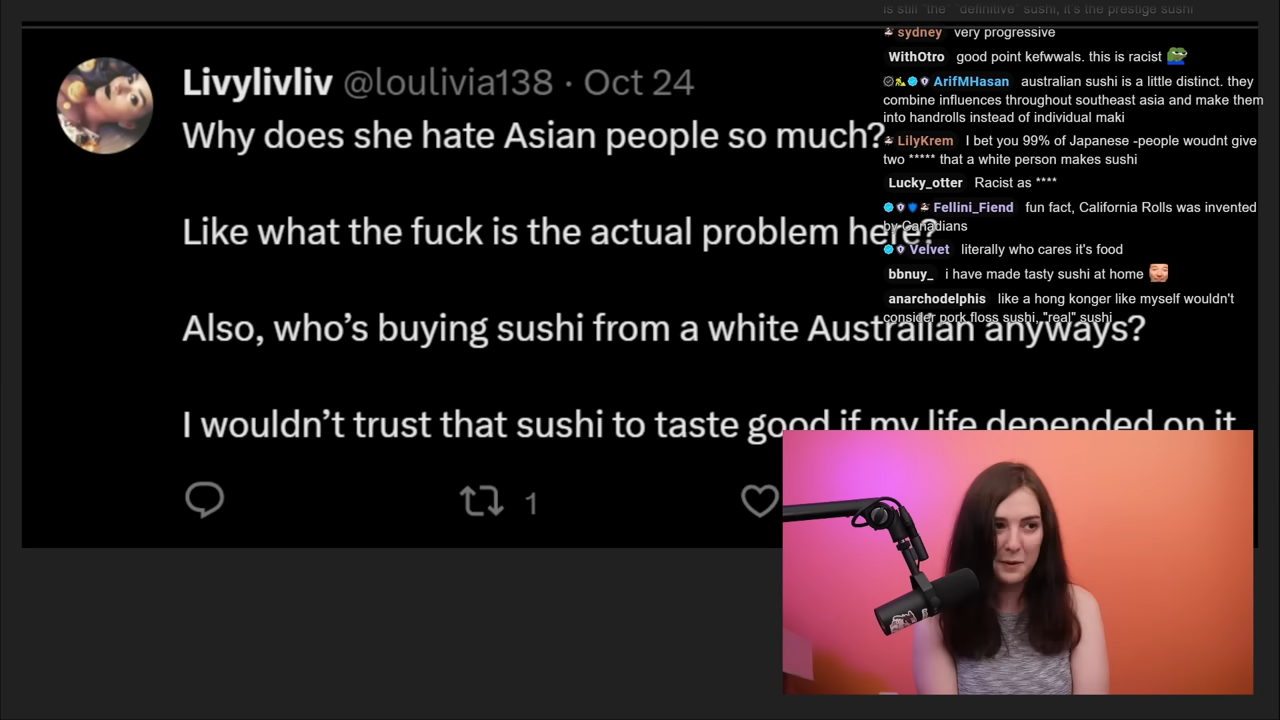 Livylivliv @loulivia138 · Oct 24
Why does she hate Asian people so much?
Like what the fuck is the actual problem here?
Also, who's buying sushi from a white Australian anyways?
I wouldn't trust that sushi to taste good if my life depended on it
1
is still "the" "definitive" sushi, it's the prestige sushi
sydney very progressive
WithOtro good point kefwwals. this is racist
ArifMHasan australian sushi is a little distinct. they
combine influences throughout southeast asia and make them
into handrolls instead of individual maki
LilyKrem I bet you 99% of Japanese -people woudnt give
two ***** that a white person makes sushi
Lucky_otter Racist as ****
Fellini_Fiend fun fact, California Rolls was invented
by Canadians
Velvet literally who cares it's food
bbnuy_ i have made tasty sushi at home
anarchodelphis like a hong konger like myself wouldn't
consider pork floss sushi, "real" sushi